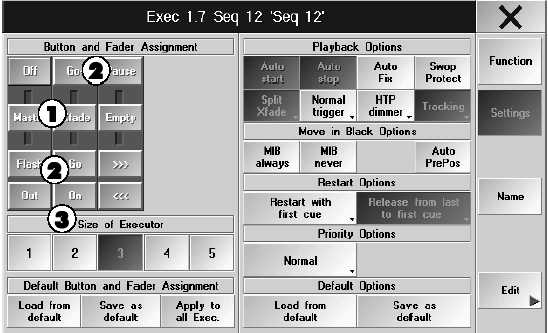 Exec 1.7 Seq 12 'Seq 12'
Button and Fader Assignment
Off Go 2 ause
Maste 1 fade Empty
Flash Go >>>
2
Out On <<<
3 Size of Executor
1 2 3 4 5
Default Button and Fader Assignment
Load from default
Save as default
Apply to all Exec.
Playback Options
Auto start
Auto stop
Auto Fix
Swop Protect
Split Xfade
Normal trigger
HTP dimmer
Tracking
Move in Black Options
MIB always
MIB never
Auto PrePos
Restart Options
Restart with first cue
Release from last to first cue
Priority Options
Normal
Default Options
Load from default
Save as default
Function
Settings
Name
Edit